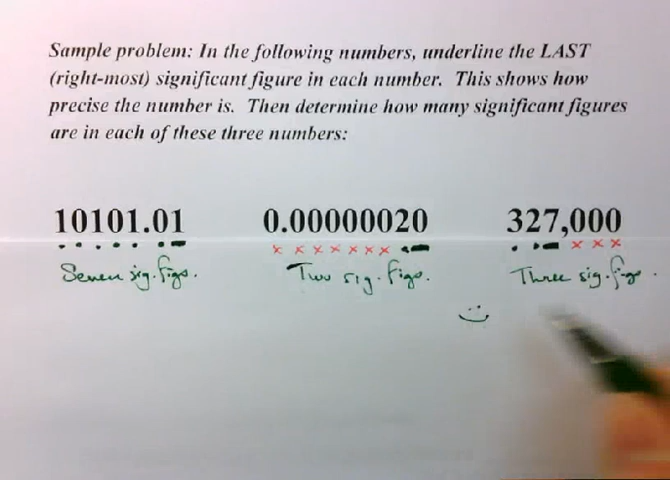 Sample problem: In the following numbers, underline the LAST
(right-most) significant figure in each number. This shows how
precise the number is. Then determine how many significant figures
are in each of these three numbers:
10101.01 0.00000020 327,000
x x x x x x x x x x
Seven sig. figs. Two sig. figs. Three sig. figs.